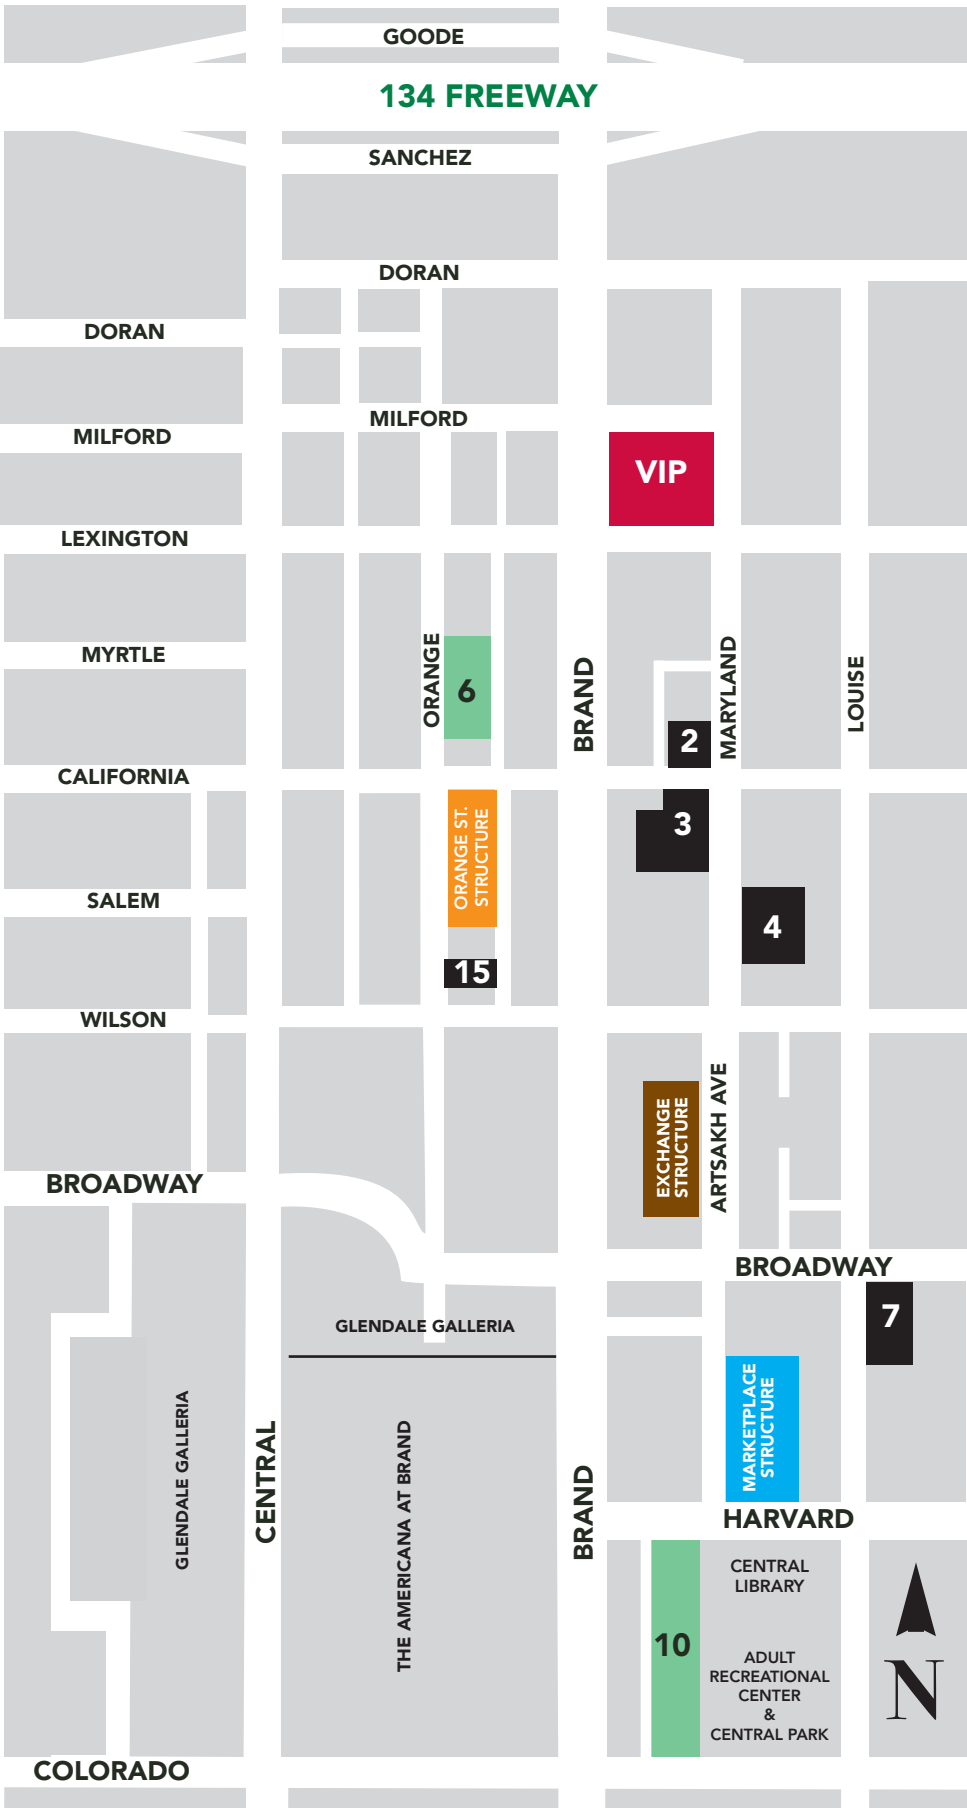 GOODE
134 FREEWAY
SANCHEZ
DORAN
DORAN
MILFORD
MILFORD
VIP
LEXINGTON
ORANGE
6
BRAND
MARYLAND
LOUISE
MYRTLE
2
CALIFORNIA
ORANGE ST.
STRUCTURE
3
SALEM
4
15
WILSON
EXCHANGE
STRUCTURE
ARTSAKH AVE
BROADWAY
BROADWAY
7
GLENDALE GALLERIA
MARKETPLACE
STRUCTURE
GLENDALE GALLERIA
CENTRAL
THE AMERICANA AT BRAND
BRAND
HARVARD
CENTRAL
LIBRARY
10
ADULT
RECREATIONAL
CENTER
&
CENTRAL PARK
N
COLORADO